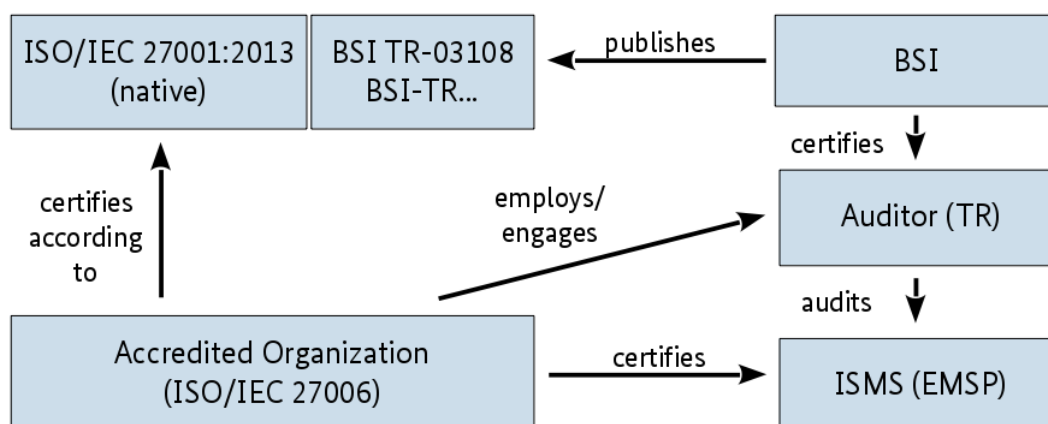 ISO/IEC 27001:2013
(native)
BSI TR-03108
BSI-TR...
publishes
BSI
certifies
certifies
according
to
employs/
engages
Auditor (TR)
audits
Accredited Organization
(ISO/IEC 27006)
certifies
ISMS (EMSP)